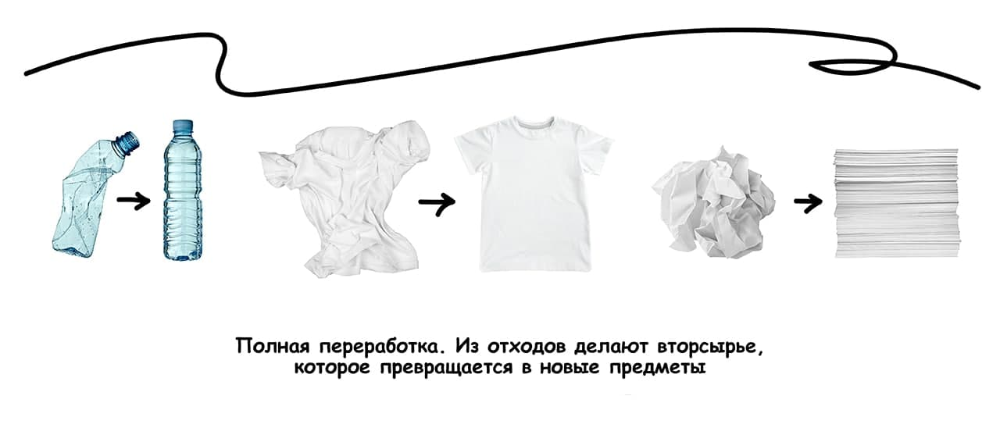 Полная переработка. Из отходов делают вторсырье,
которое превращается в новые предметы